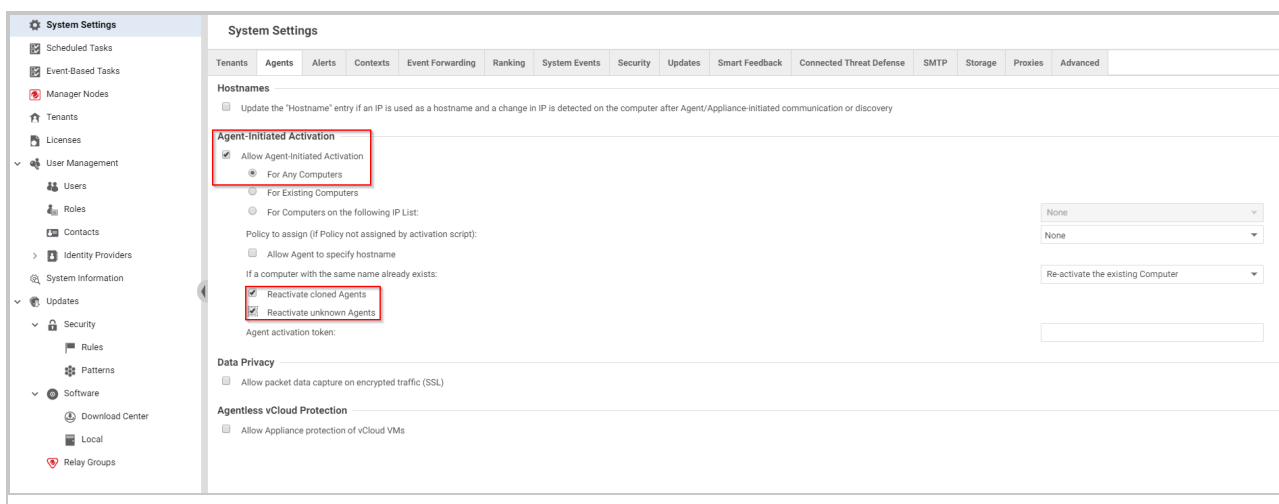 System Settings
Scheduled Tasks
Event-Based Tasks
Manager Nodes
Tenants
Licenses
User Management
Users
Roles
Contacts
Identity Providers
System Information
Updates
Security
Rules
Patterns
Software
Download Center
Local
Relay Groups
System Settings
Tenants Agents Alerts Contexts Event Forwarding Ranking System Events Security Updates Smart Feedback Connected Threat Defense SMTP Storage Proxies Advanced
Hostnames
Update the "Hostname" entry if an IP is used as a hostname and a change in IP is detected on the computer after Agent/Appliance-initiated communication or discovery
Agent-Initiated Activation
Allow Agent-Initiated Activation
For Any Computers
For Existing Computers
For Computers on the following IP List: None
Policy to assign (if Policy not assigned by activation script): None
Allow Agent to specify hostname
If a computer with the same name already exists: Re-activate the existing Computer
Reactivate cloned Agents
Reactivate unknown Agents
Agent activation token:
Data Privacy
Allow packet data capture on encrypted traffic (SSL)
Agentless vCloud Protection
Allow Appliance protection of vCloud VMs